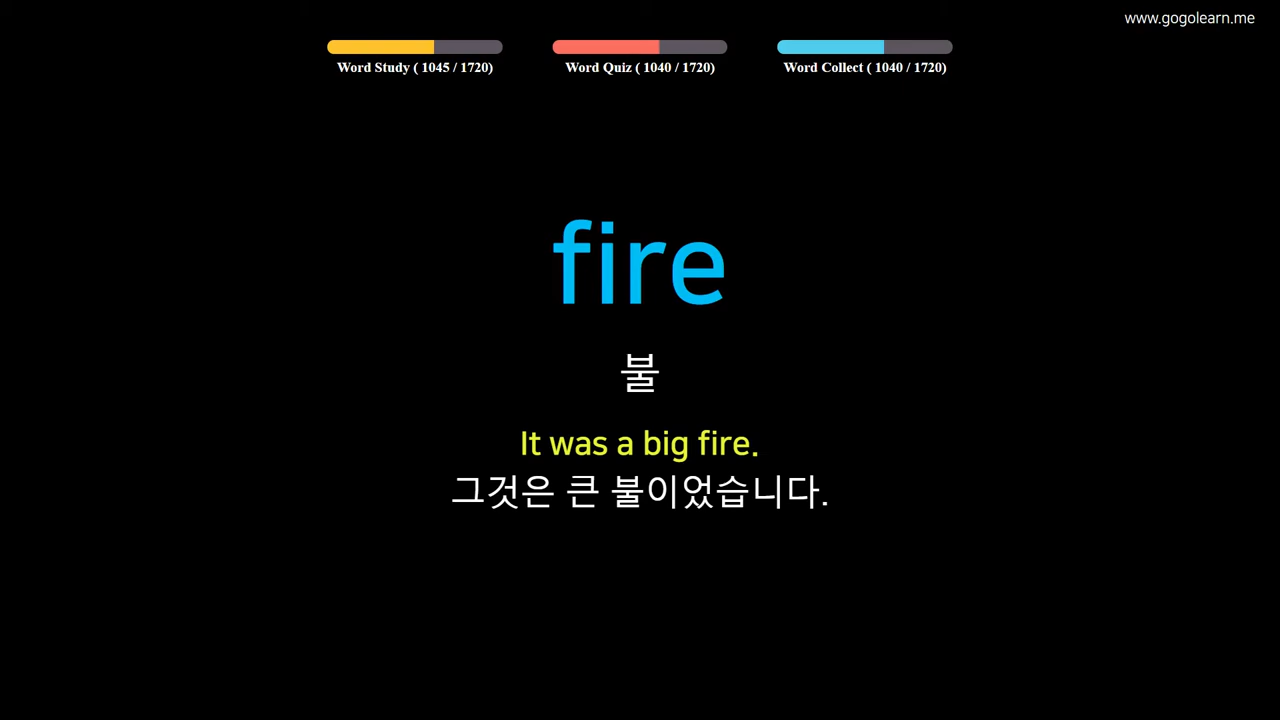 www.gogolearn.me
Word Study ( 1045 / 1720)
Word Quiz ( 1040 / 1720)
Word Collect ( 1040 / 1720)
fire
불
It was a big fire.
그것은 큰 불이었습니다.